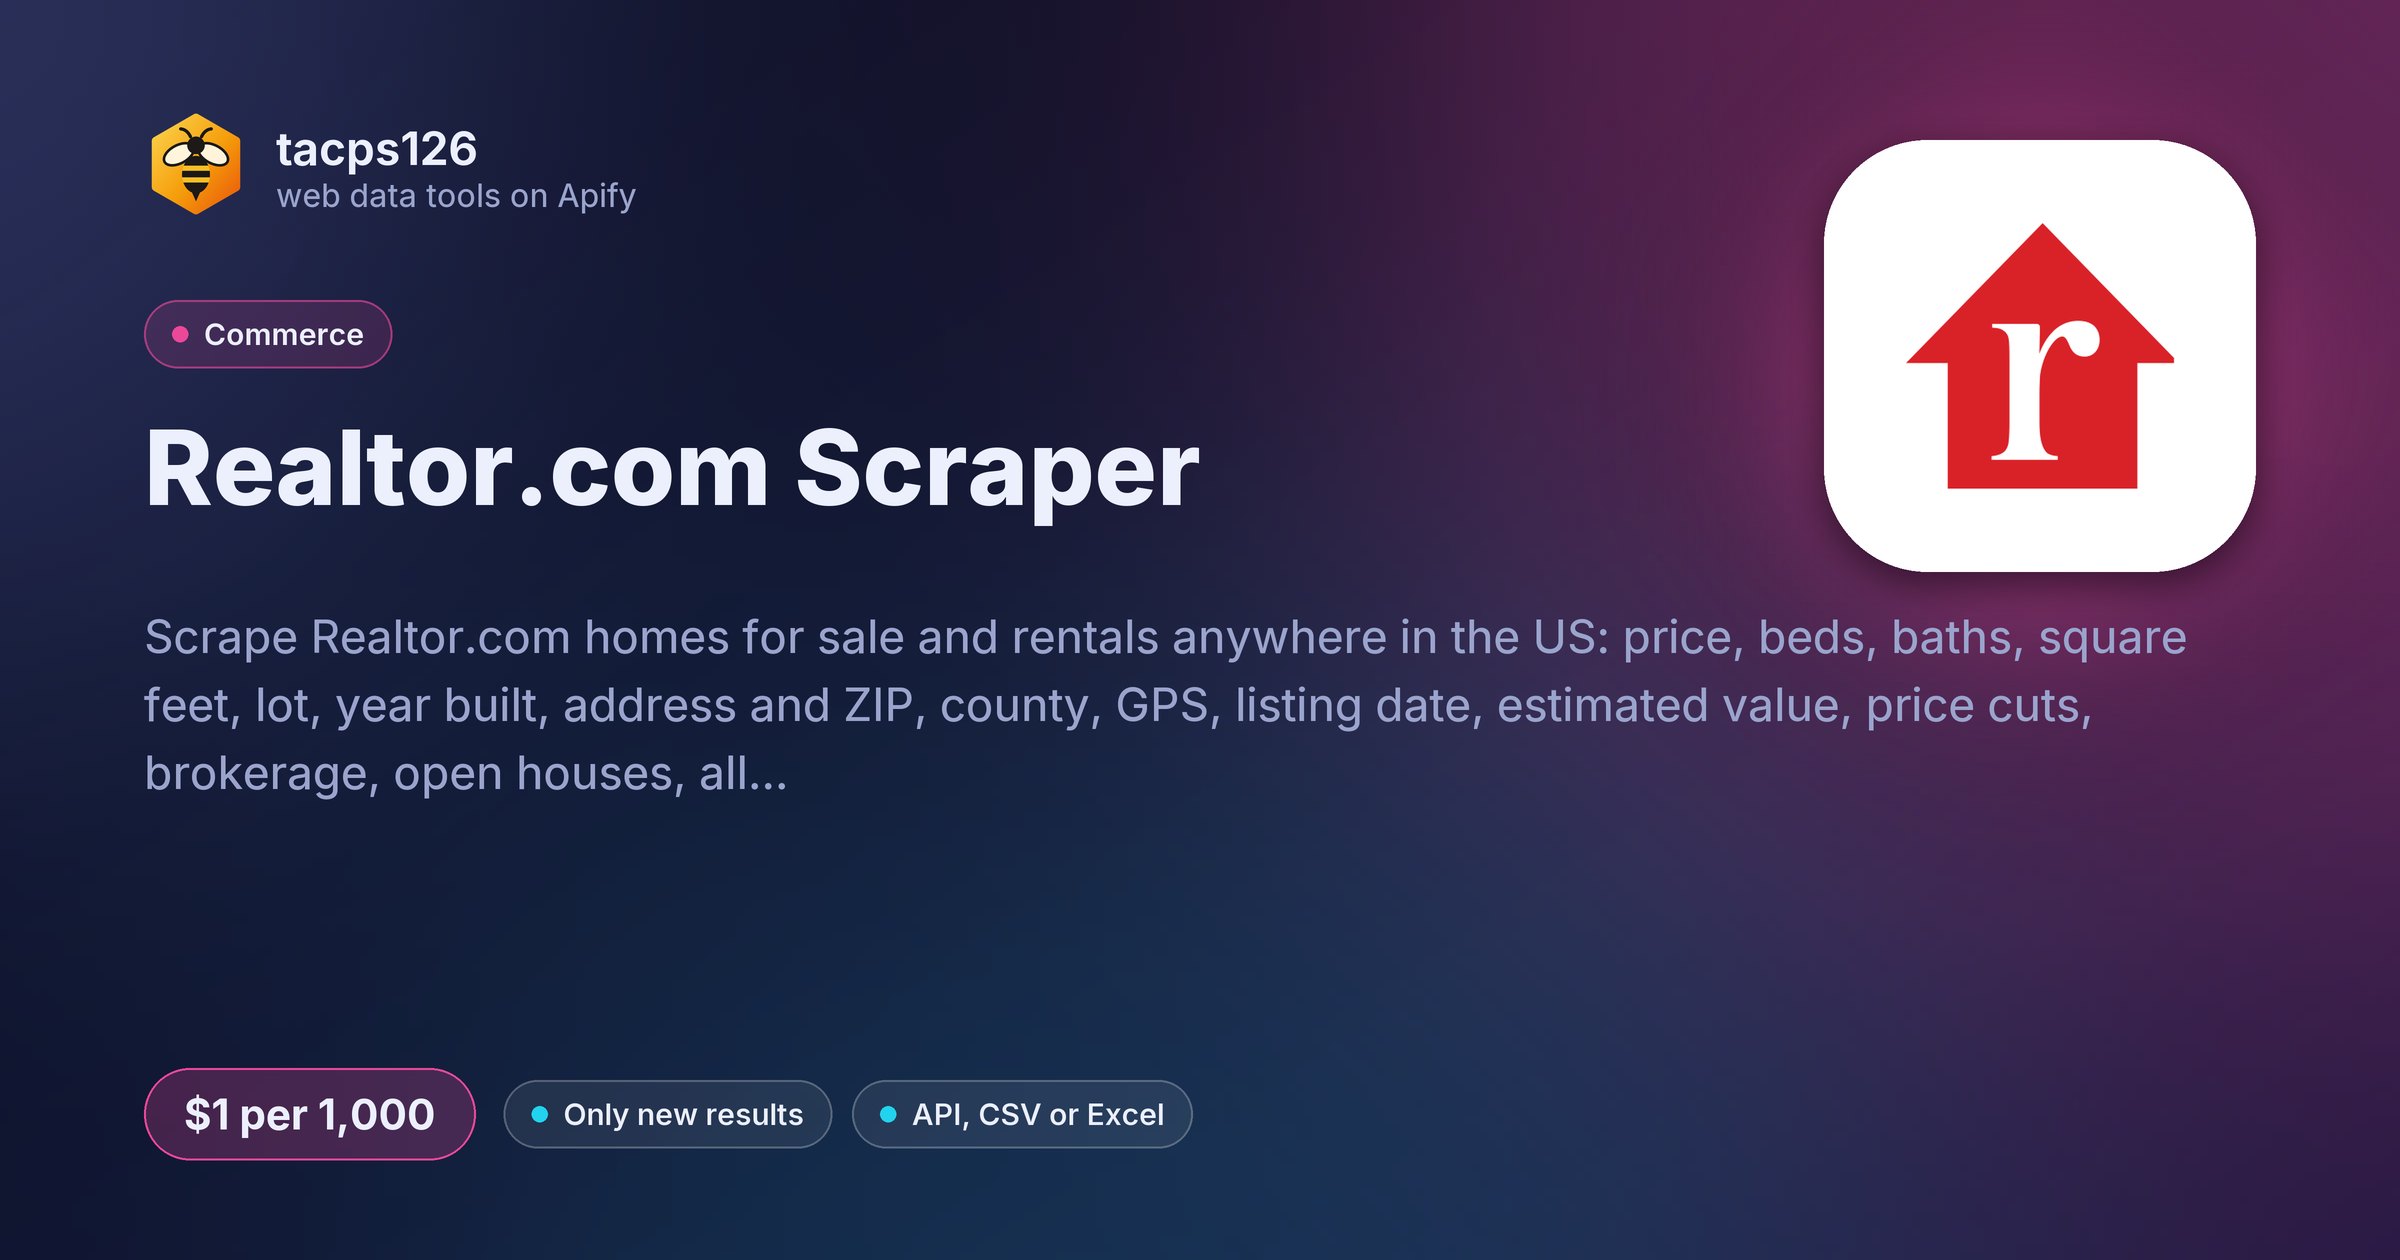 tacps126
web data tools on Apify
Commerce
Realtor.com Scraper
r
Scrape Realtor.com homes for sale and rentals anywhere in the US: price, beds, baths, square
feet, lot, year built, address and ZIP, county, GPS, listing date, estimated value, price cuts,
brokerage, open houses, all...
$1 per 1,000
Only new results
API, CSV or Excel